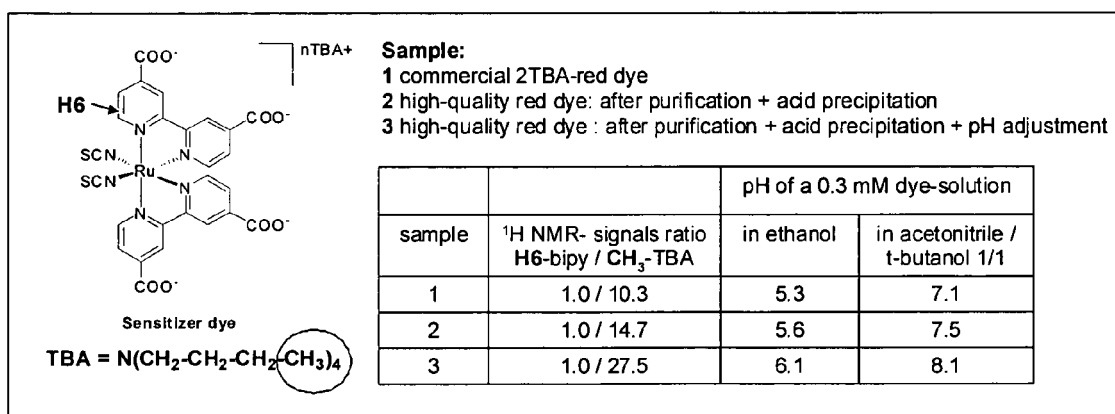 COO⁻
nTBA+
H6
N
COO⁻
SCN
N
Ru
SCN
N
N
COO⁻
COO⁻
Sensitizer dye
TBA = N(CH₂-CH₂-CH₂-CH₃)₄
Sample:
1 commercial 2TBA-red dye
2 high-quality red dye: after purification + acid precipitation
3 high-quality red dye : after purification + acid precipitation + pH adjustment
pH of a 0.3 mM dye-solution
sample ¹H NMR- signals ratio in ethanol in acetonitrile /
H6-bipy / CH₃-TBA t-butanol 1/1
1 1.0 / 10.3 5.3 7.1
2 1.0 / 14.7 5.6 7.5
3 1.0 / 27.5 6.1 8.1